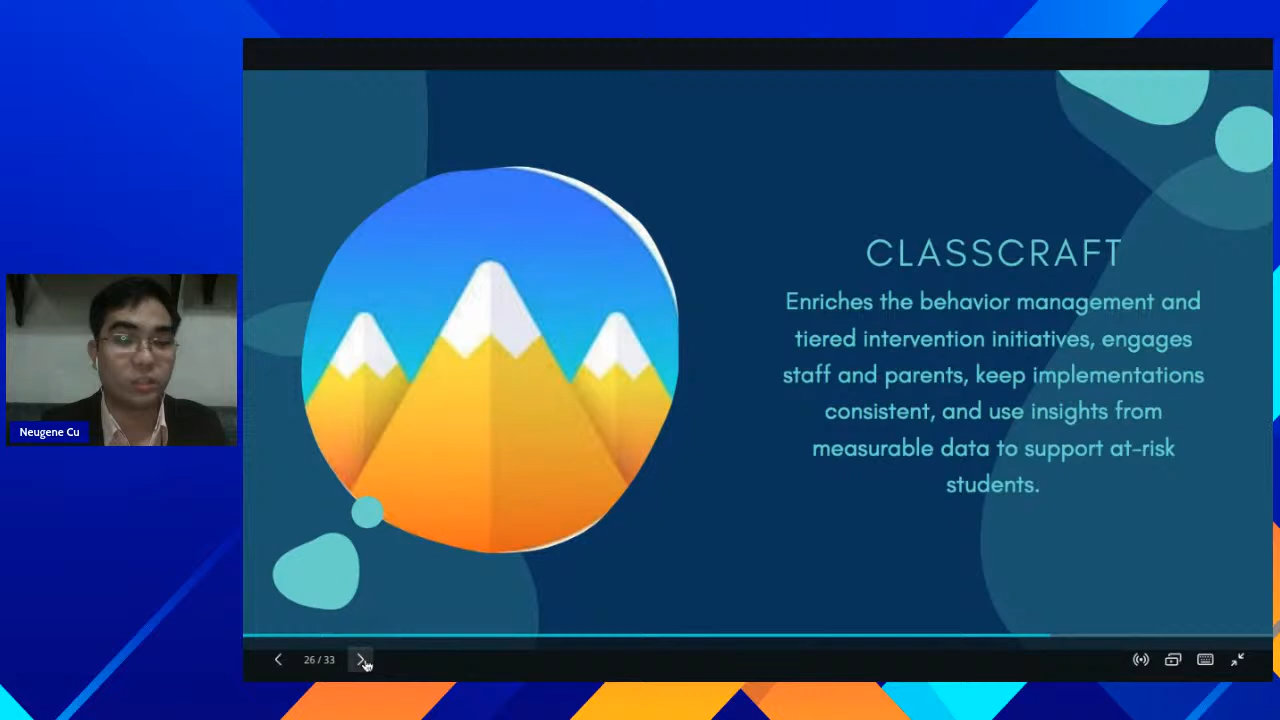 CLASSCRAFT
Enriches the behavior management and
tiered intervention initiatives, engages
staff and parents, keep implementations
consistent, and use insights from
measurable data to support at-risk
students.
Neugene Cu
26 / 33